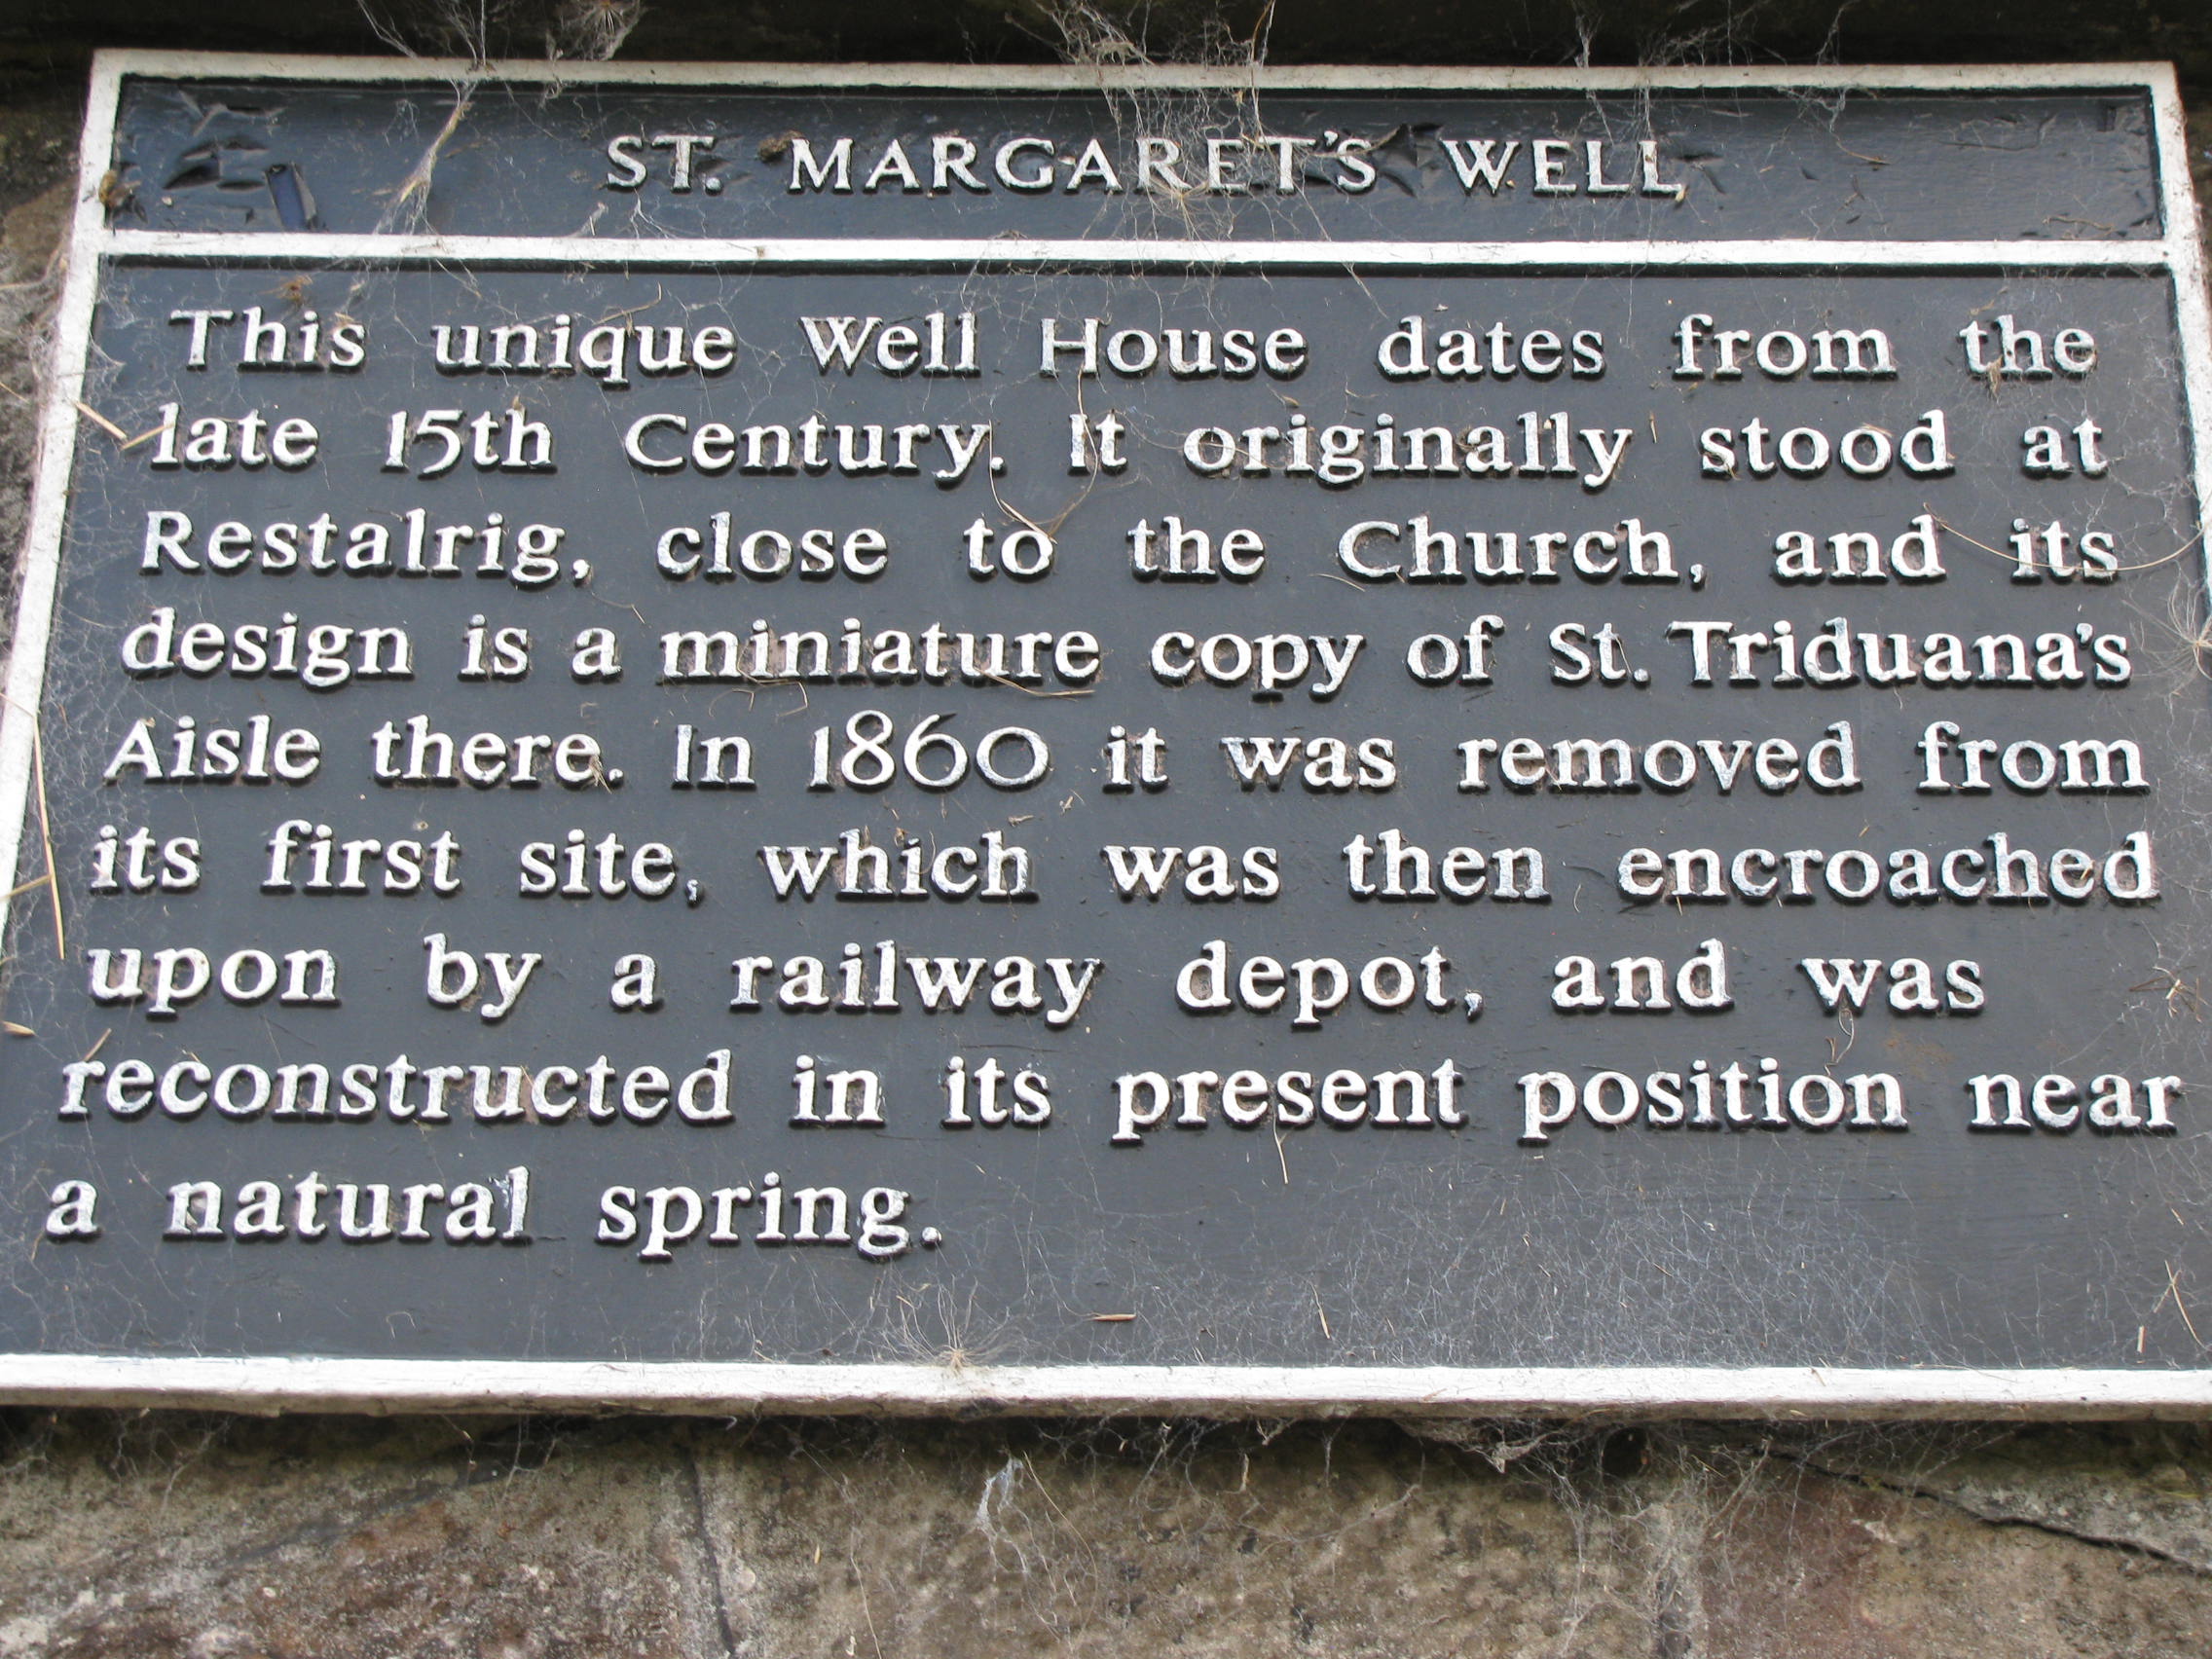 ST. MARGARET'S WELL
This unique Well House dates from the
late 15th Century. It originally stood at
Restalrig, close to the Church, and its
design is a miniature copy of St. Triduana's
Aisle there. In 1860 it was removed from
its first site, which was then encroached
upon by a railway depot, and was
reconstructed in its present position near
a natural spring.